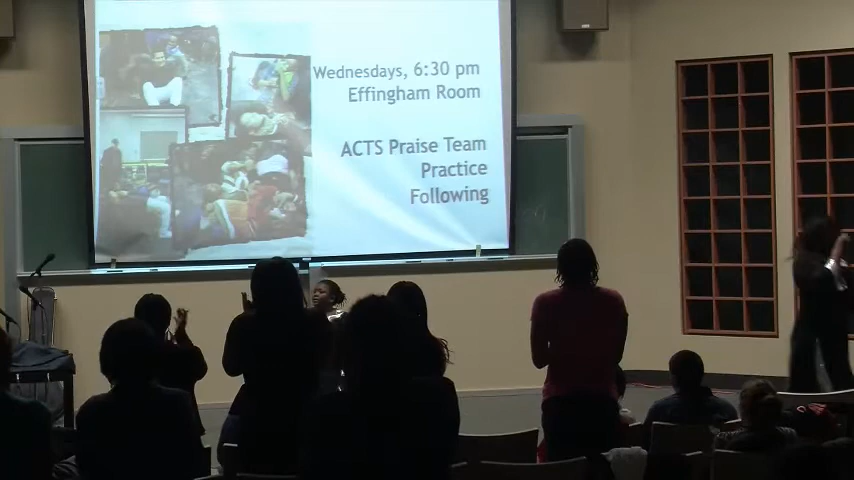 Wednesdays, 6:30 pm
Effingham Room
ACTS Praise Team
Practice
Following